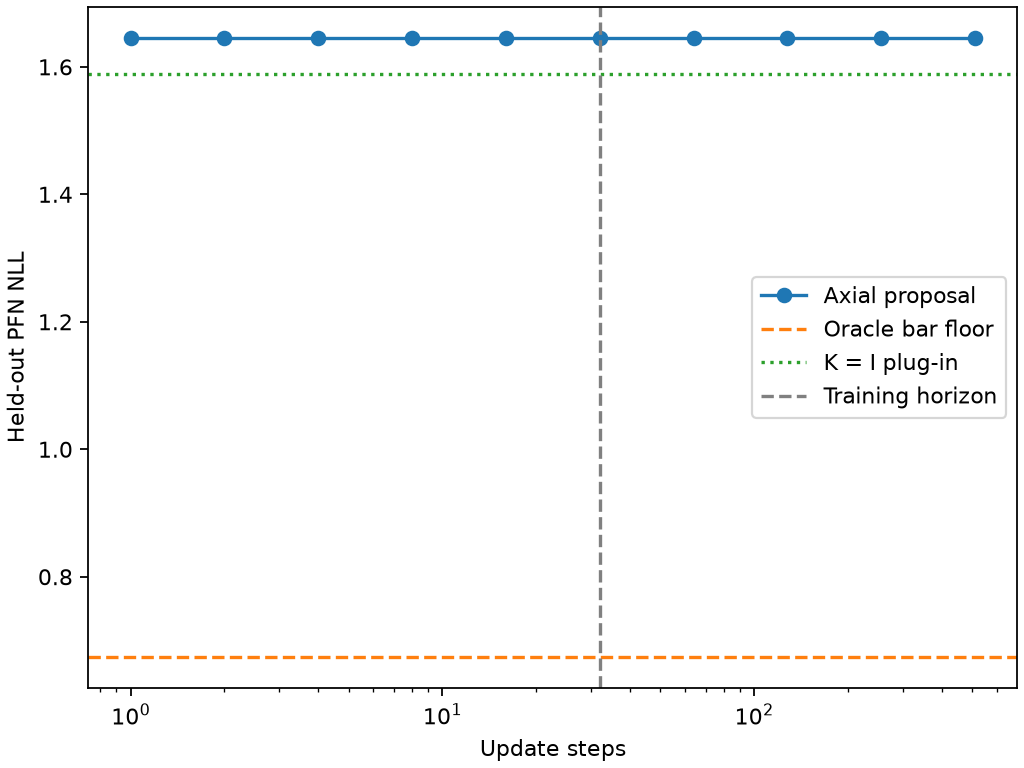 1.6
1.4
1.2
1.0
0.8
Held-out PFN NLL
Axial proposal
Oracle bar floor
K = I plug-in
Training horizon
10⁰
10¹
10²
Update steps